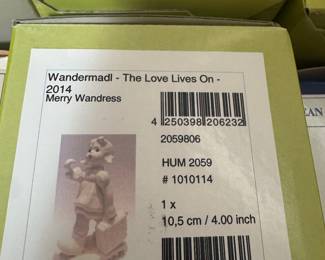 Wandermadl - The Love Lives On -
2014
Merry Wandress
4 250398 206232
2059806
HUM 2059
# 1010114
1 x
10,5 cm / 4.00 inch